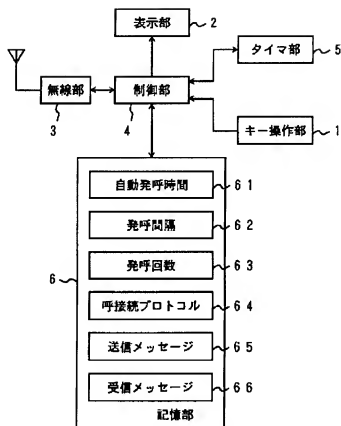 表示部 2
タイマ部 5
無線部 3
制御部 4
キー操作部 1
6
自動発呼時間 61
発呼間隔 62
発呼回数 63
呼接続プロトコル 64
送信メッセージ 65
受信メッセージ 66
記憶部